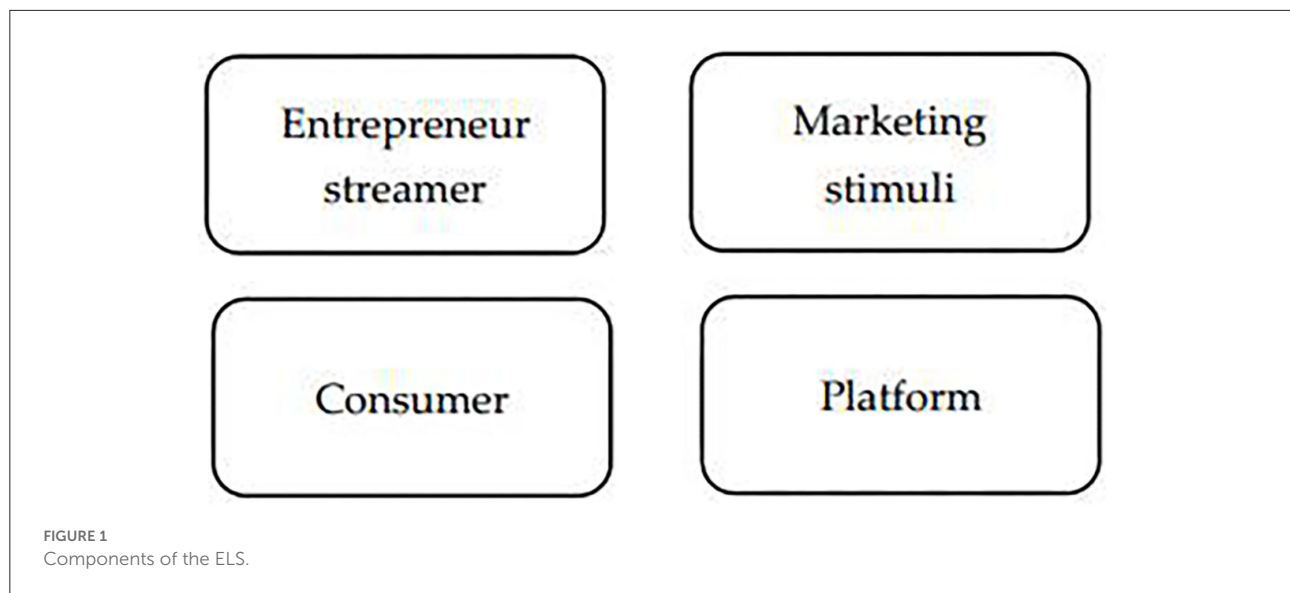 Entrepreneur
streamer
Marketing
stimuli
Consumer
Platform
FIGURE 1
Components of the ELS.